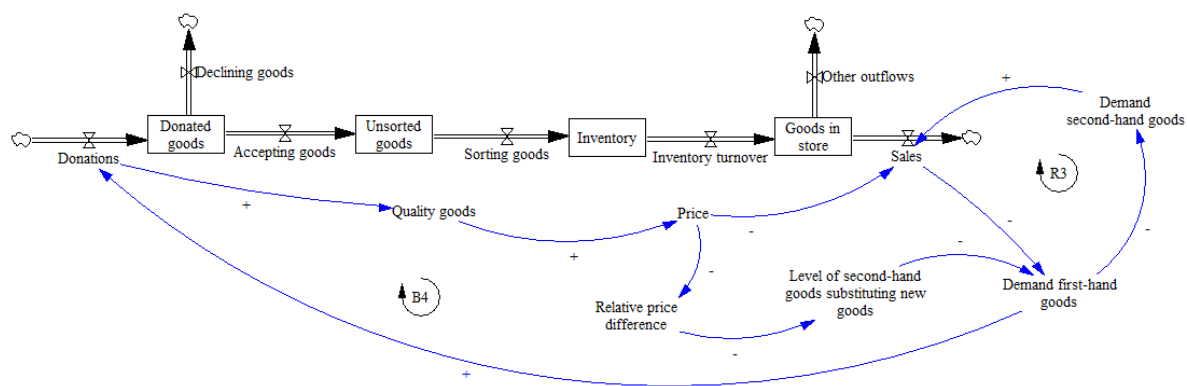 Declining goods
Other outflows
+
Demand
second-hand goods
Donated
goods
Unsorted
goods
Inventory
Goods in
store
Donations
Accepting goods
Sorting goods
Inventory turnover
Sales
R3
+
Quality goods
Price
-
-
-
+
-
-
Level of second-hand
goods substituting new
goods
Demand first-hand
goods
B4
Relative price
difference
-
+